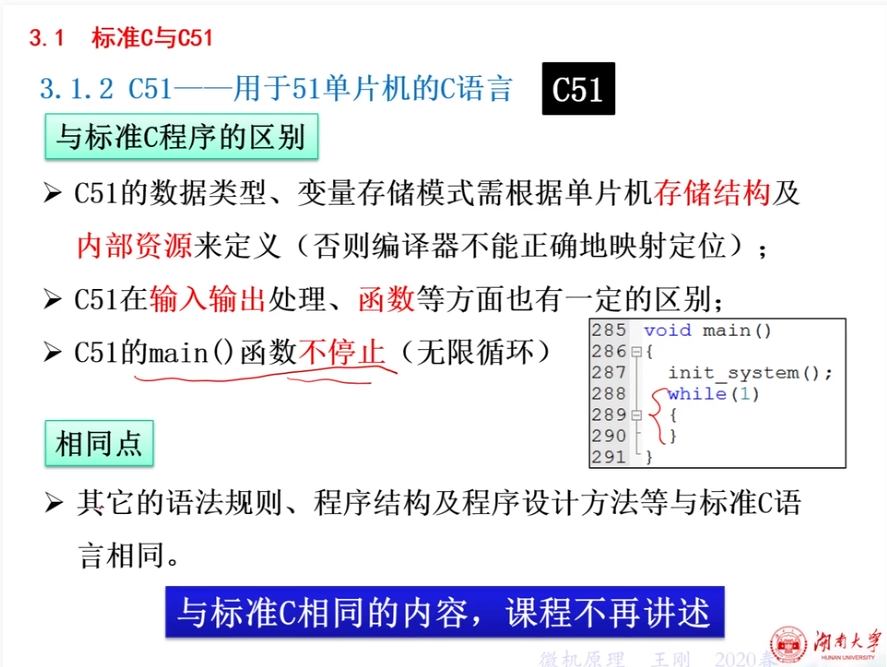 3.1 标准C与C51
3.1.2 C51——用于51单片机的C语言 C51
与标准C程序的区别
➢ C51的数据类型、变量存储模式需根据单片机存储结构及
内部资源来定义（否则编译器不能正确地映射定位）；
➢ C51在输入输出处理、函数等方面也有一定的区别；
➢ C51的main()函数不停止（无限循环）
285 void main()
286 {
287 init_system();
288 while(1)
289 {
290 }
291 }
相同点
➢ 其它的语法规则、程序结构及程序设计方法等与标准C语
言相同。
与标准C相同的内容，课程不再讲述
微机原理 王刚 2020春
湖南大学
HUNAN UNIVERSITY